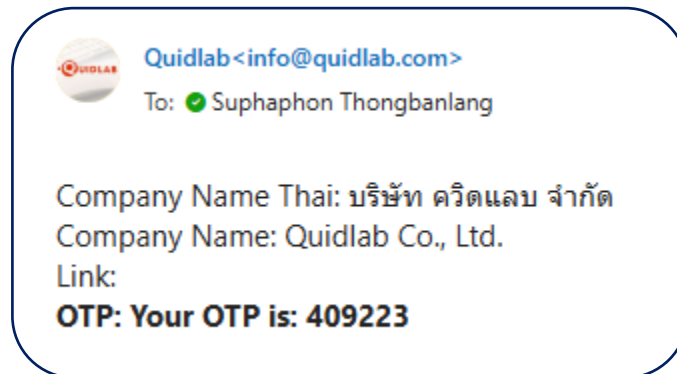 QUIDLAB
Quidlab<info@quidlab.com>
To: Suphaphon Thongbanlang
Company Name Thai: บริษัท ควิดแลบ จำกัด
Company Name: Quidlab Co., Ltd.
Link:
OTP: Your OTP is: 409223